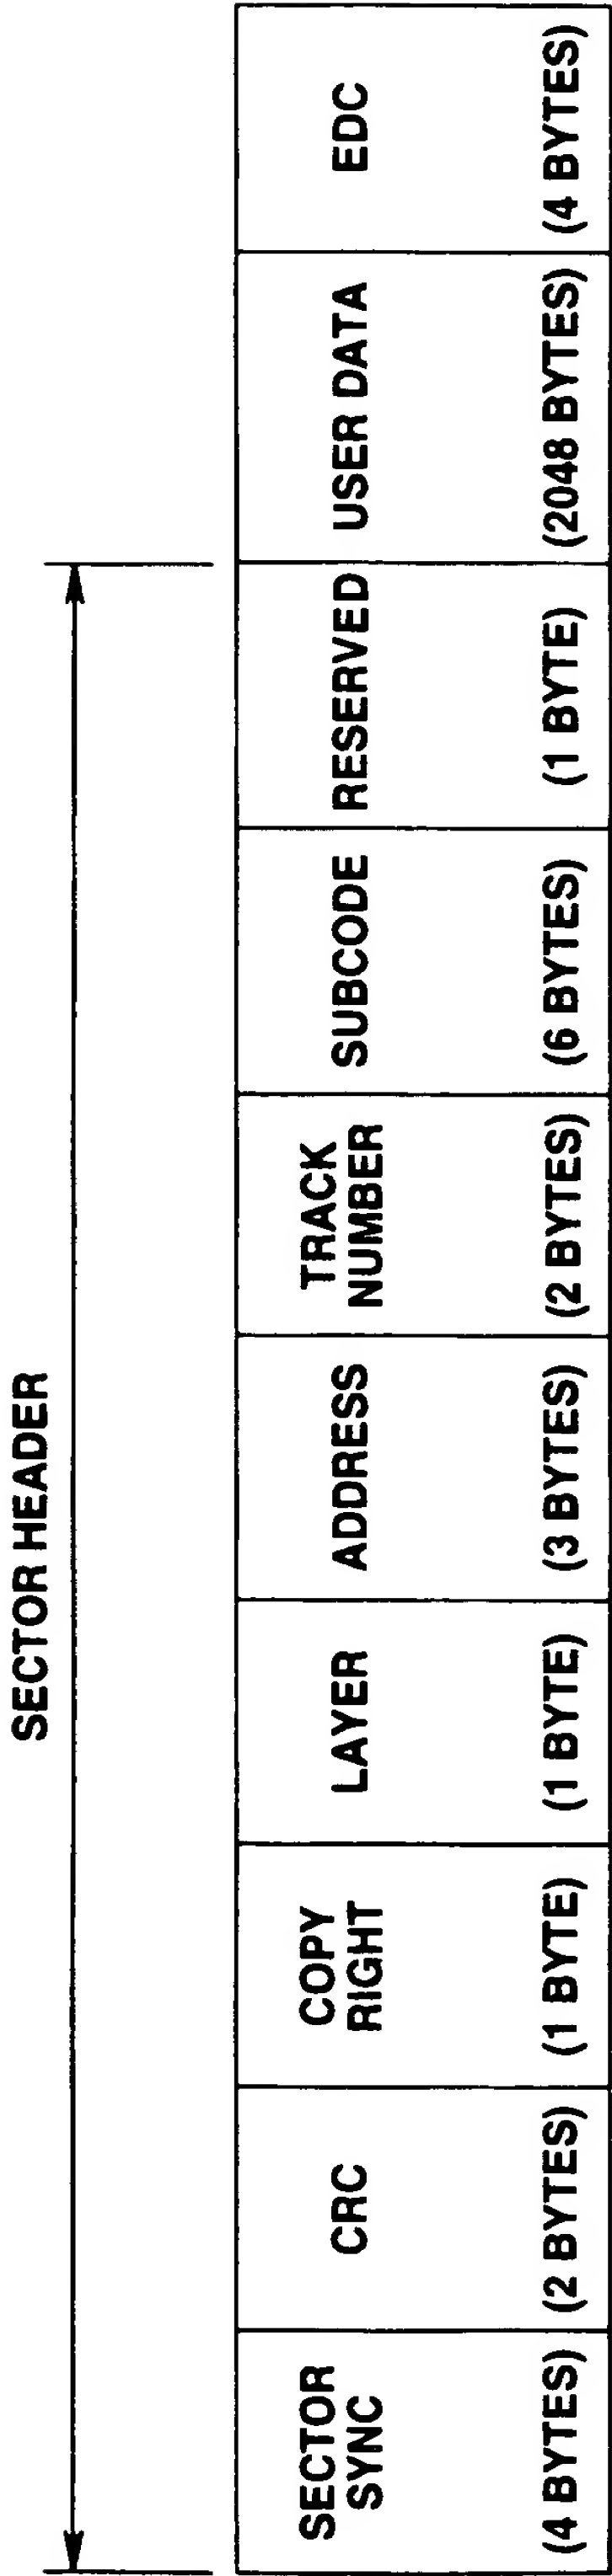 SECTOR HEADER
SECTOR
SYNC
(4 BYTES)
CRC
(2 BYTES)
COPY
RIGHT
(1 BYTE)
LAYER
(1 BYTE)
ADDRESS
(3 BYTES)
TRACK
NUMBER
(2 BYTES)
SUBCODE
(6 BYTES)
RESERVED
(1 BYTE)
USER DATA
(2048 BYTES)
EDC
(4 BYTES)